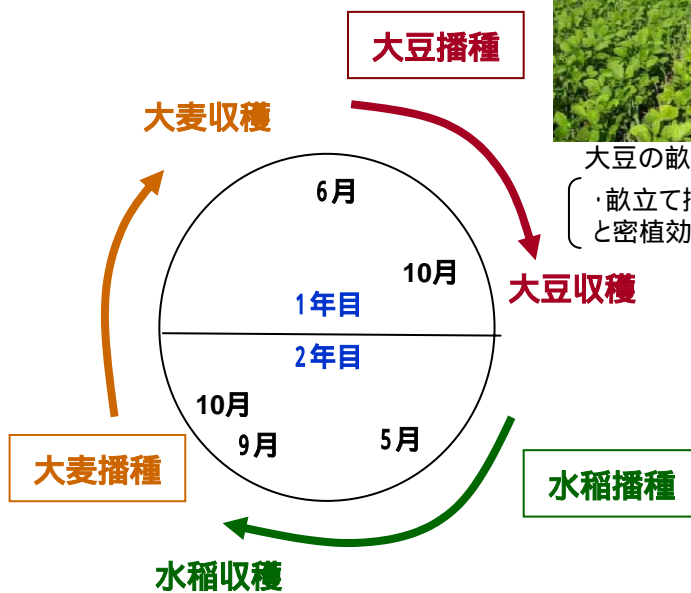 大豆播種
大麦収穫
大豆の畝
・畝立て
と密植効
6月
10月
大豆収穫
1年目
2年目
10月
9月
5月
大麦播種
水稲播種
水稲収穫